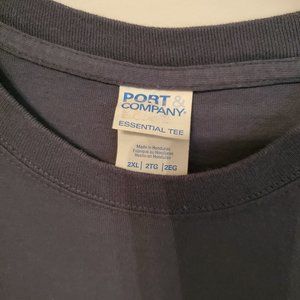 PORT &
COMPANY®
ESSENTIAL TEE
Made in Honduras
Fabriqué au Honduras
Hecho en Honduras
2XL | 2TG | 2EG